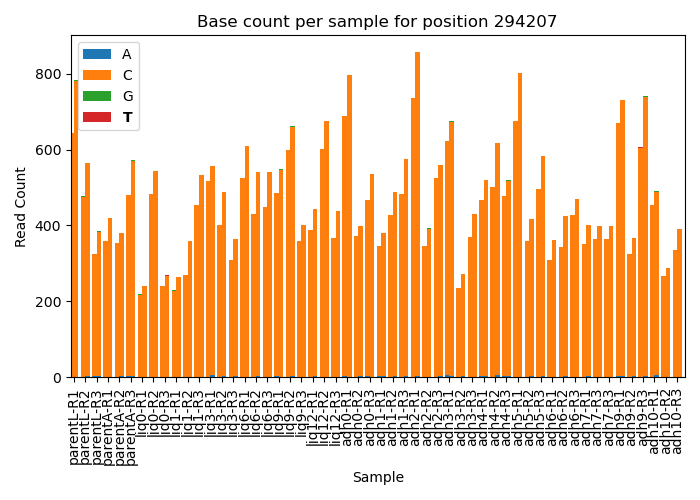 Base count per sample for position 294207
A
C
G
T
Read Count
800
600
400
200
0
parentL-R1
parentL-R2
parentL-R3
parentA-R1
parentA-R2
parentA-R3
liq0-R1
liq0-R2
liq0-R3
liq1-R1
liq1-R2
liq1-R3
liq3-R1
liq3-R2
liq3-R3
liq6-R1
liq6-R2
liq6-R3
liq9-R1
liq9-R2
liq9-R3
liq12-R1
liq12-R2
liq12-R3
adh0-R1
adh0-R2
adh0-R3
adh1-R1
adh1-R2
adh1-R3
adh2-R1
adh2-R2
adh2-R3
adh3-R1
adh3-R2
adh3-R3
adh4-R1
adh4-R2
adh4-R3
adh5-R1
adh5-R2
adh5-R3
adh6-R1
adh6-R2
adh6-R3
adh7-R1
adh7-R2
adh7-R3
adh9-R1
adh9-R2
adh9-R3
adh10-R1
adh10-R2
adh10-R3
Sample